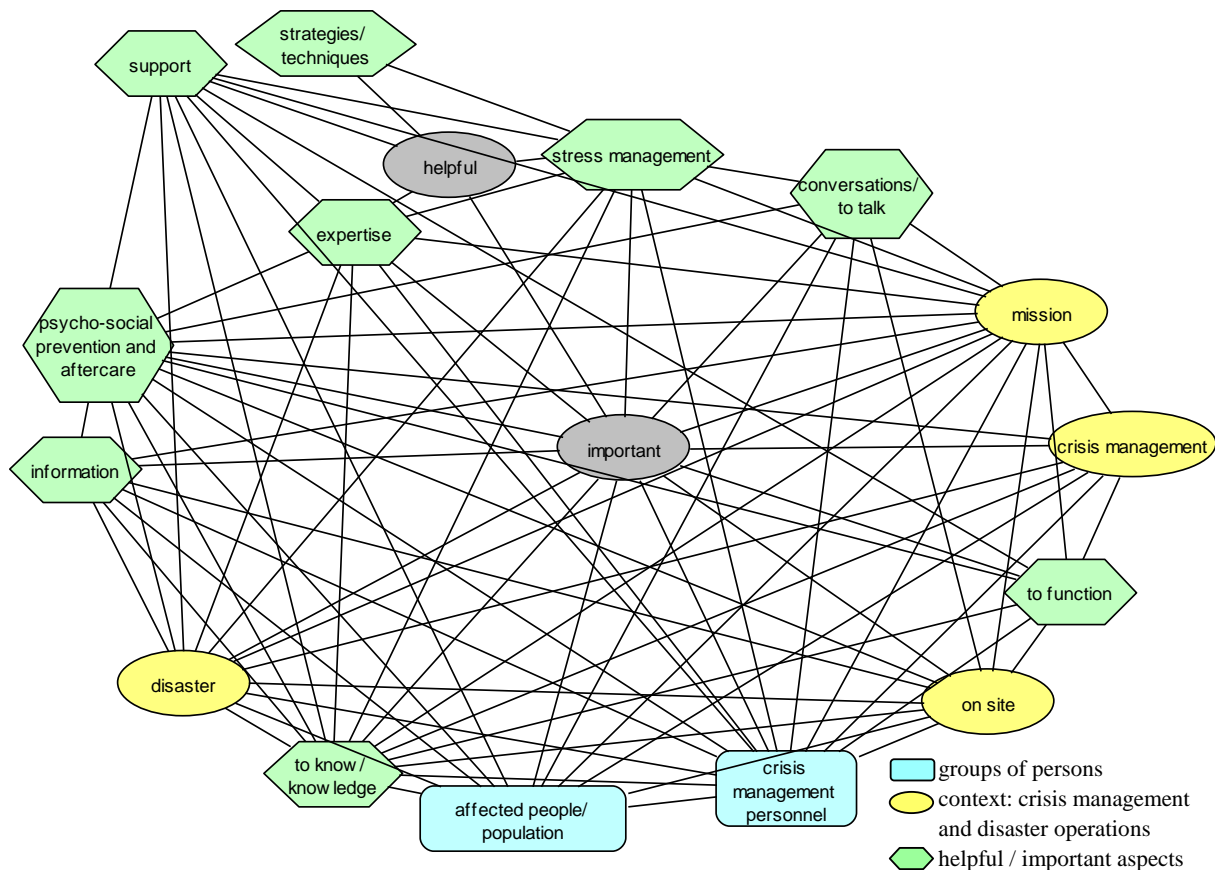 strategies/
techniques
support
helpful
stress management
conversations/
to talk
expertise
mission
psycho-social
prevention and
aftercare
important
crisis management
information
to function
disaster
on site
to know /
know ledge
affected people/
population
crisis
management
personnel
groups of persons
context: crisis management
and disaster operations
helpful / important aspects